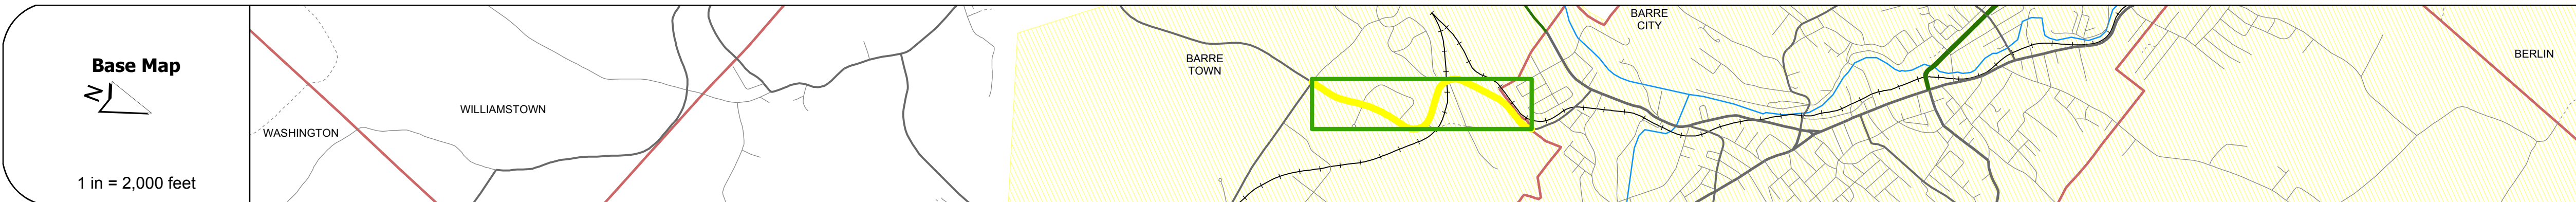 Base Map
N
1 in = 2,000 feet
WASHINGTON
WILLIAMSTOWN
BARRE
TOWN
BARRE
CITY
BERLIN